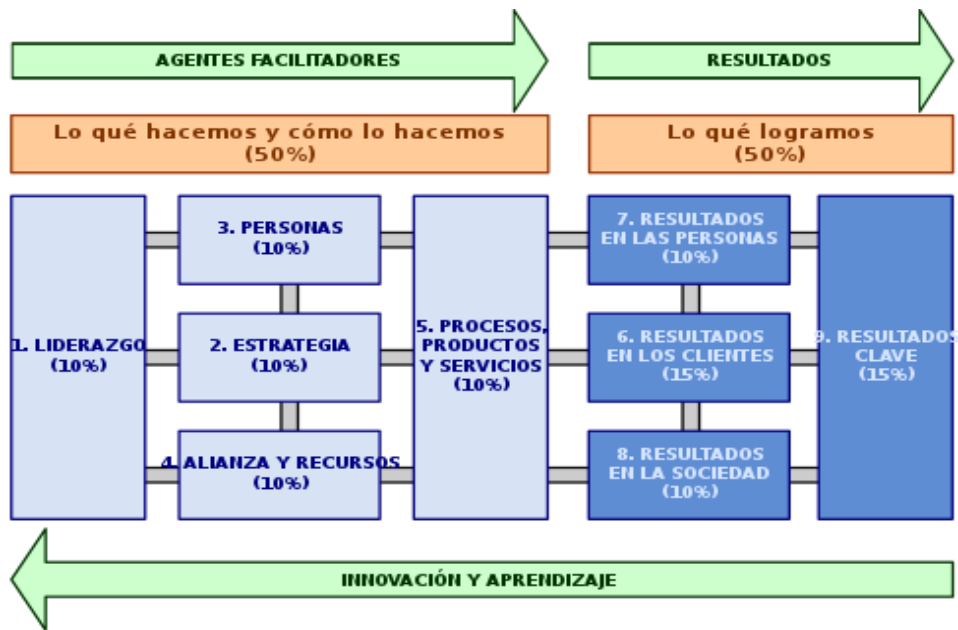 AGENTES FACILITADORES
RESULTADOS
Lo qué hacemos y cómo lo hacemos
(50%)
Lo qué logramos
(50%)
1. LIDERAZGO
(10%)
3. PERSONAS
(10%)
2. ESTRATEGIA
(10%)
4. ALIANZA Y RECURSOS
(10%)
5. PROCESOS,
PRODUCTOS
Y SERVICIOS
(10%)
7. RESULTADOS
EN LAS PERSONAS
(10%)
6. RESULTADOS
EN LOS CLIENTES
(15%)
8. RESULTADOS
EN LA SOCIEDAD
(10%)
9. RESULTADOS
CLAVE
(15%)
INNOVACIÓN Y APRENDIZAJE